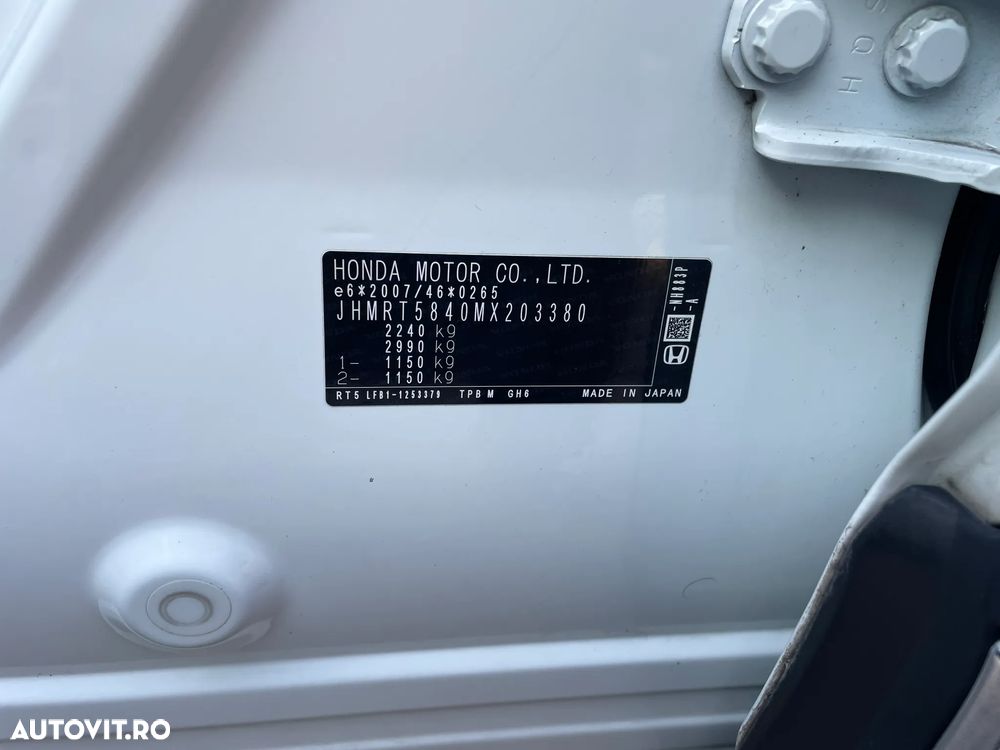 HONDA MOTOR CO.,LTD.
e6*2007/46*0265
JHMRT5840MX203380
2240 kg
2990 kg
1- 1150 kg
2- 1150 kg
RT5 LFB1-1253379 TPBM GH6 MADE IN JAPAN
-NH883P
-A
S
Q
H
AUTOVIT.RO